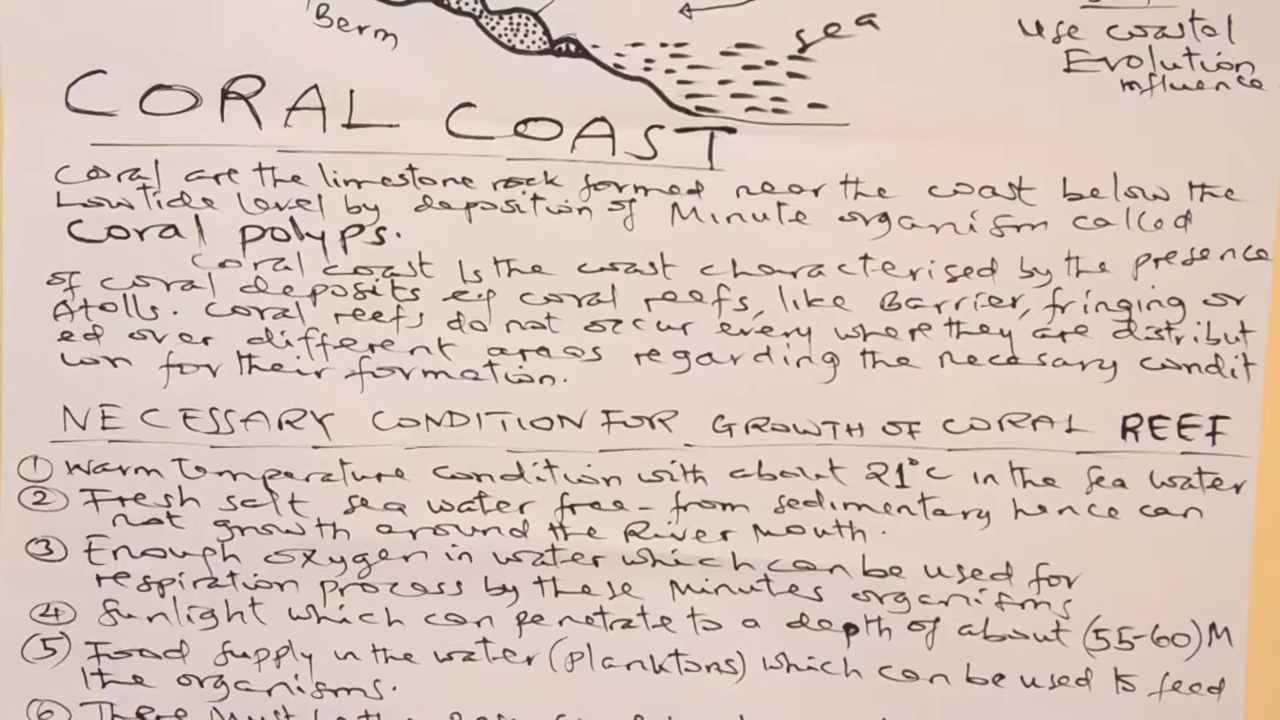 Berm
sea
Use coastal
Evolution
influence
CORAL COAST
Coral are the limestone rock formed near the coast below the
Low tide level by deposition of Minute organism called
Coral polyps.
Coral coast is the coast characterised by the presence
of coral deposits eg coral reefs, like Barrier, fringing or
Atolls. Coral reefs do not occur every where they are distribut
ed over different areas regarding the necesary condit
ion for their formation.
NECESSARY CONDITION FOR GROWTH OF CORAL REEF
① Warm temperature condition with about 21°c in the sea water
② Fresh salt sea water free - from sedimentary hence can
not growth around the River Mouth.
③ Enough oxygen in water which can be used for
respiration process by these Minutes organisms
④ Sunlight which can penetrate to a depth of about (55-60)M
⑤ Food supply in the water (planktons) which can be used to feed
the organisms.
⑥ There Must